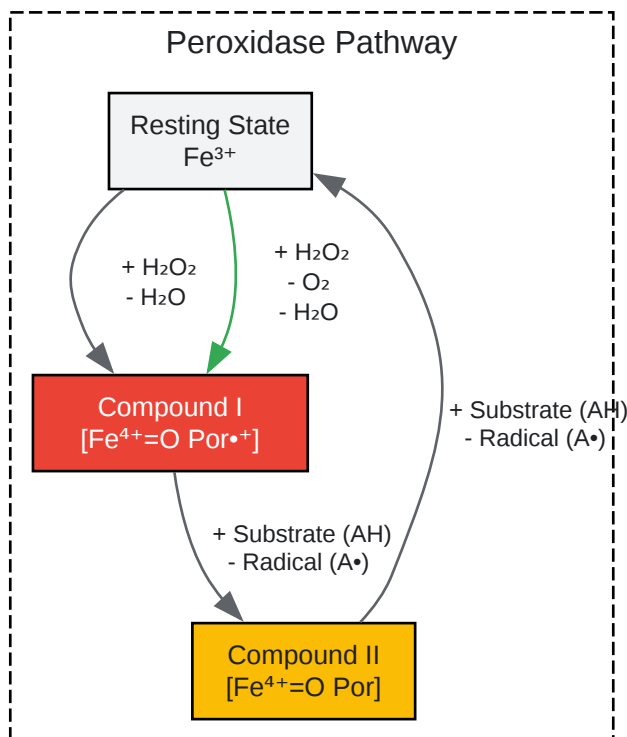 Peroxidase Pathway
Resting State
Fe³⁺
+ H₂O₂
- H₂O
+ H₂O₂
- O₂
- H₂O
Compound I
[Fe⁴⁺=O Por•⁺]
+ Substrate (AH)
- Radical (A•)
+ Substrate (AH)
- Radical (A•)
Compound II
[Fe⁴⁺=O Por]